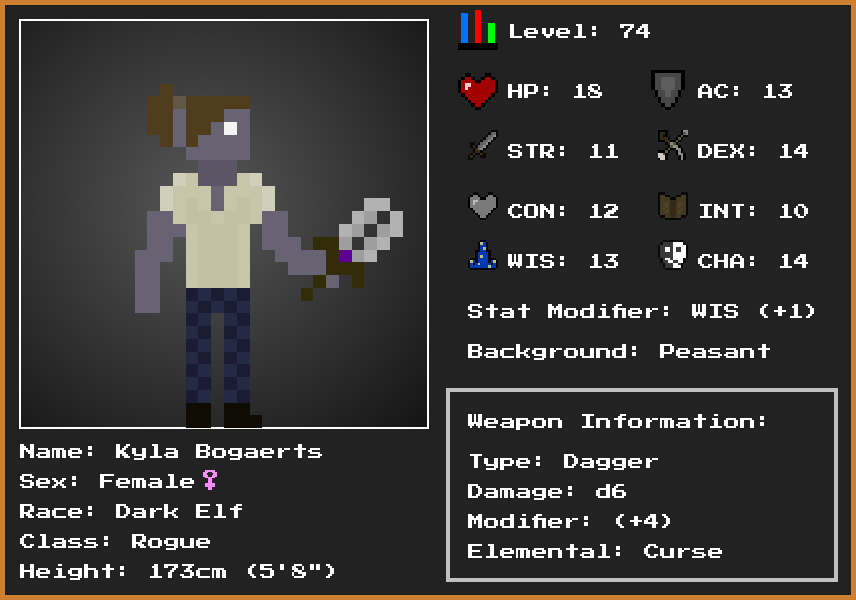 Level: 74
HP: 18 AC: 13
STR: 11 DEX: 14
CON: 12 INT: 10
WIS: 13 CHA: 14
Stat Modifier: WIS (+1)
Background: Peasant
Weapon Information:
Type: Dagger
Damage: d6
Modifier: (+4)
Elemental: Curse
Name: Kyla Bogaerts
Sex: Female♀
Race: Dark Elf
Class: Rogue
Height: 173cm (5'8")